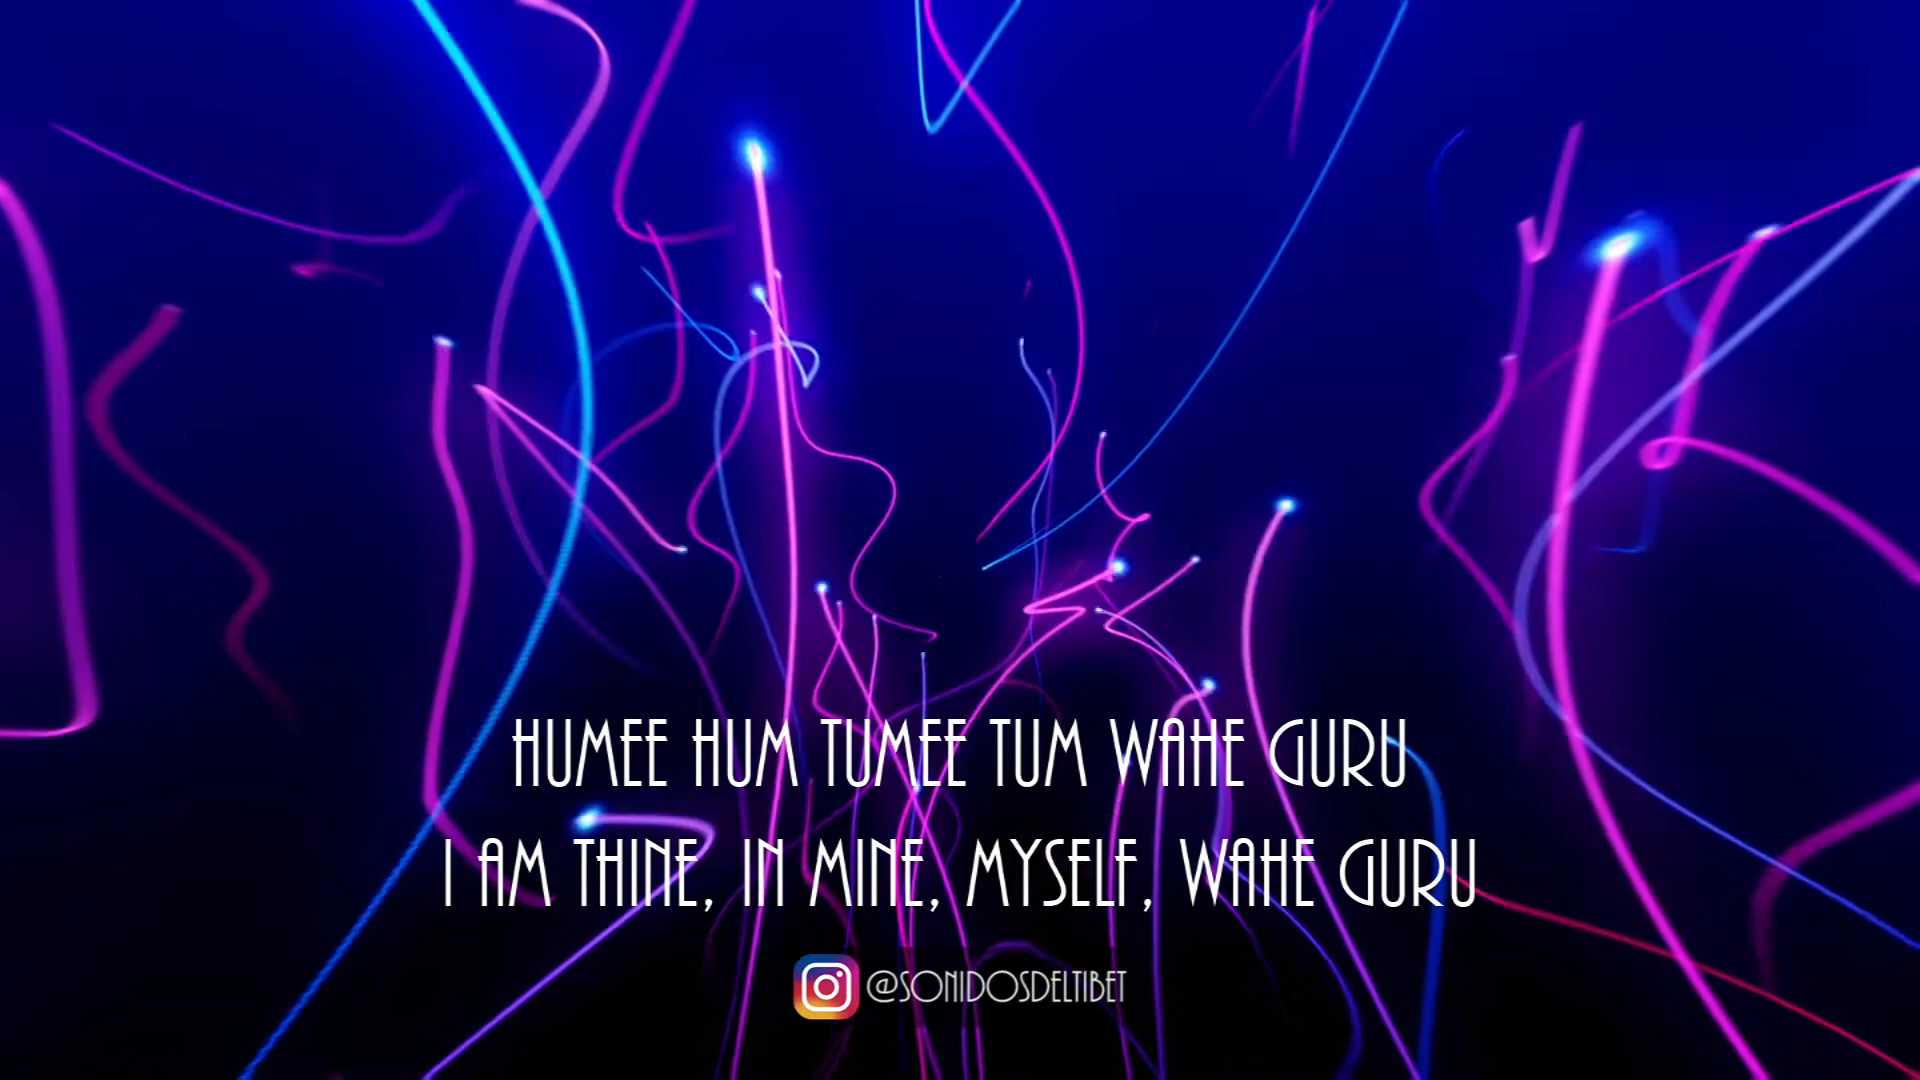 HUMEE HUM TUMEE TUM WAHE GURU
I AM THINE, IN MINE, MYSELF, WAHE GURU
@SONIDOSDELTIBET